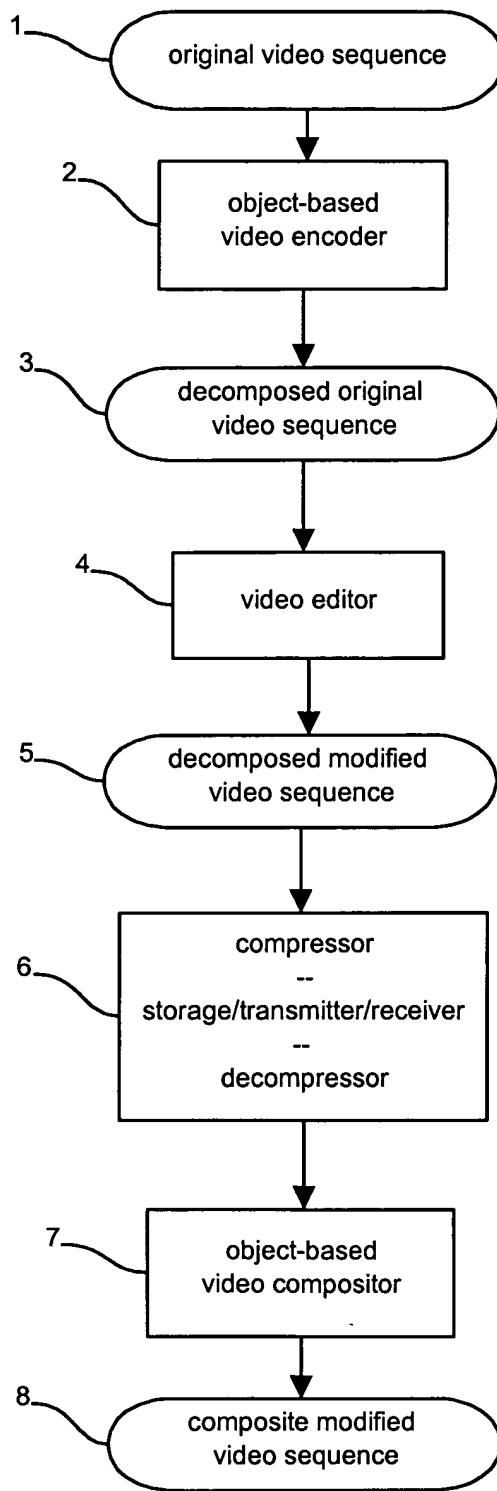 1
original video sequence
2
object-based
video encoder
3
decomposed original
video sequence
4
video editor
5
decomposed modified
video sequence
6
compressor
--
storage/transmitter/receiver
--
decompressor
7
object-based
video compositor
8
composite modified
video sequence